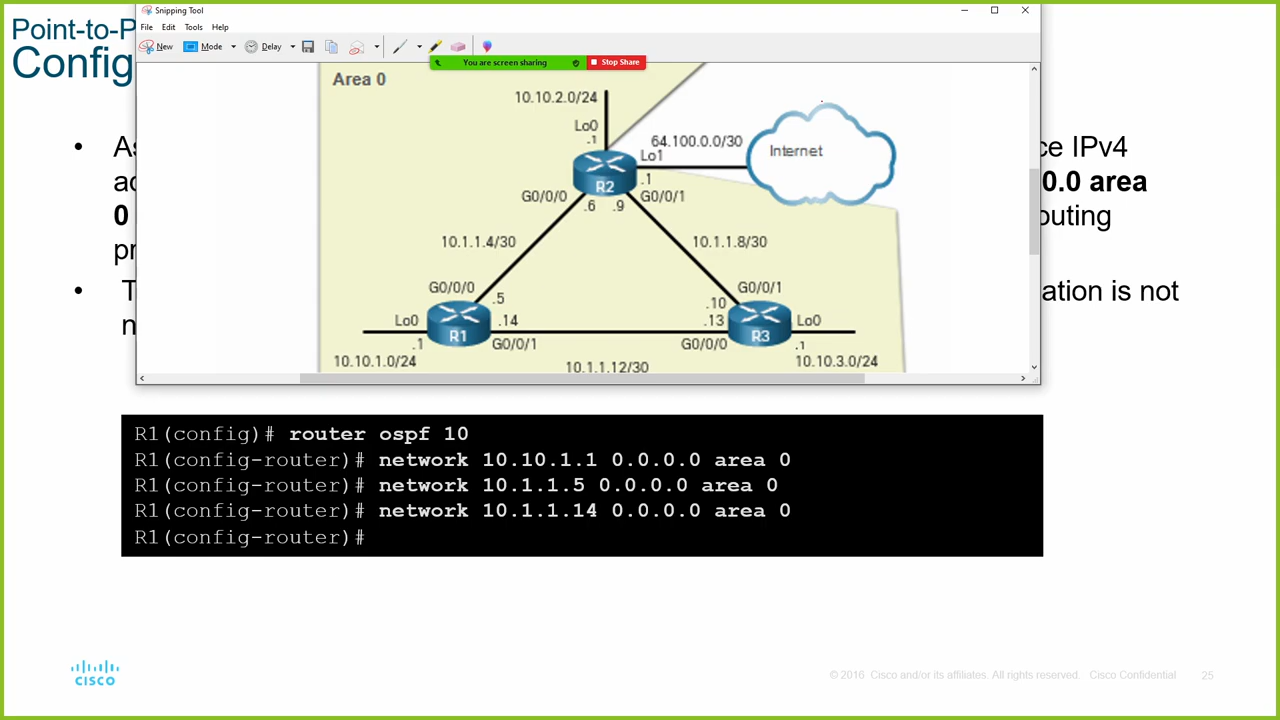 Point-to-P
Config
Snipping Tool
File Edit Tools Help
New Mode Delay
You are screen sharing Stop Share
Area 0
10.10.2.0/24
Lo0
.1
64.100.0.0/30
Internet
Lo1
.1
R2
G0/0/0 G0/0/1
.6 .9
10.1.1.4/30 10.1.1.8/30
G0/0/0 G0/0/1
.5 .10
Lo0 .14 .13 Lo0
R1 R3
.1 G0/0/1 G0/0/0 .1
10.10.1.0/24 10.10.3.0/24
10.1.1.12/30
• As
ce IPv4
0.0 area
0
outing
pr
• T
ation is not
n
R1(config)# router ospf 10
R1(config-router)# network 10.10.1.1 0.0.0.0 area 0
R1(config-router)# network 10.1.1.5 0.0.0.0 area 0
R1(config-router)# network 10.1.1.14 0.0.0.0 area 0
R1(config-router)#
CISCO
© 2016 Cisco and/or its affiliates. All rights reserved. Cisco Confidential 25